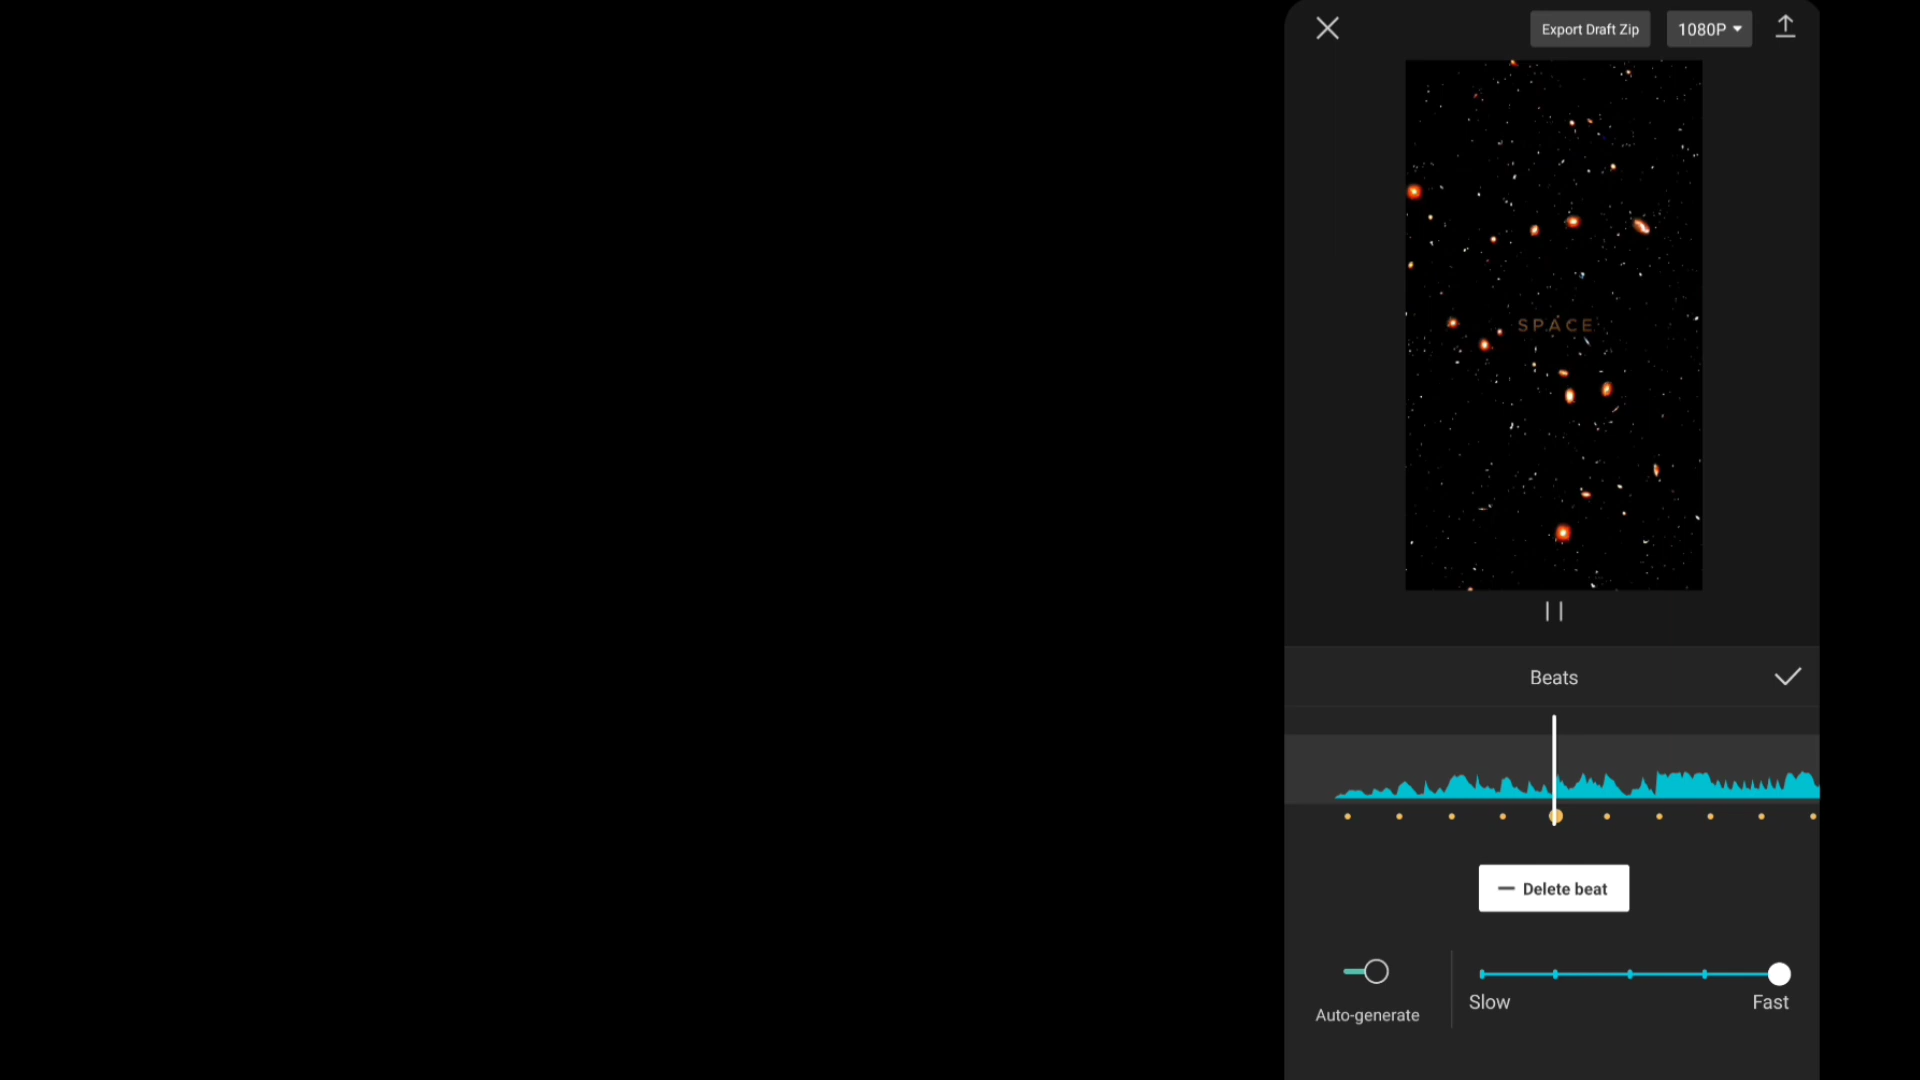 Export Draft Zip
1080P
SPACE
Beats
Delete beat
Auto-generate
Slow
Fast